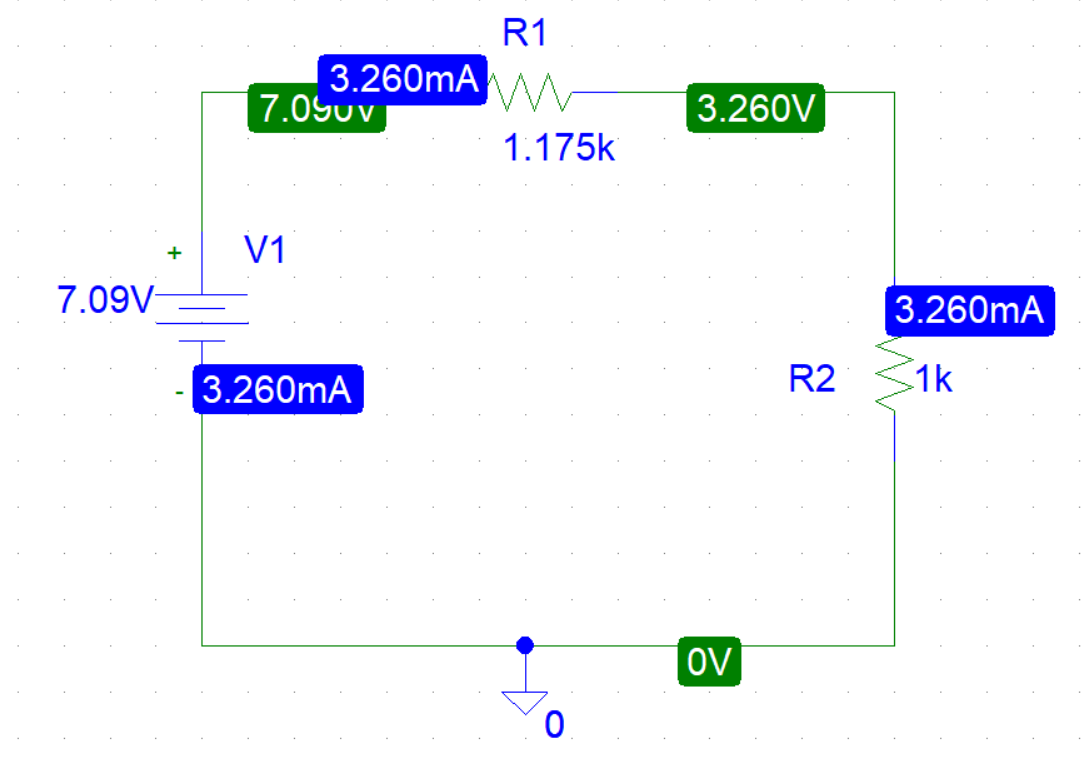 R1
3.260mA
7.090V
3.260V
1.175k
+
V1
7.09V
3.260mA
R2
1k
-
3.260mA
0V
0